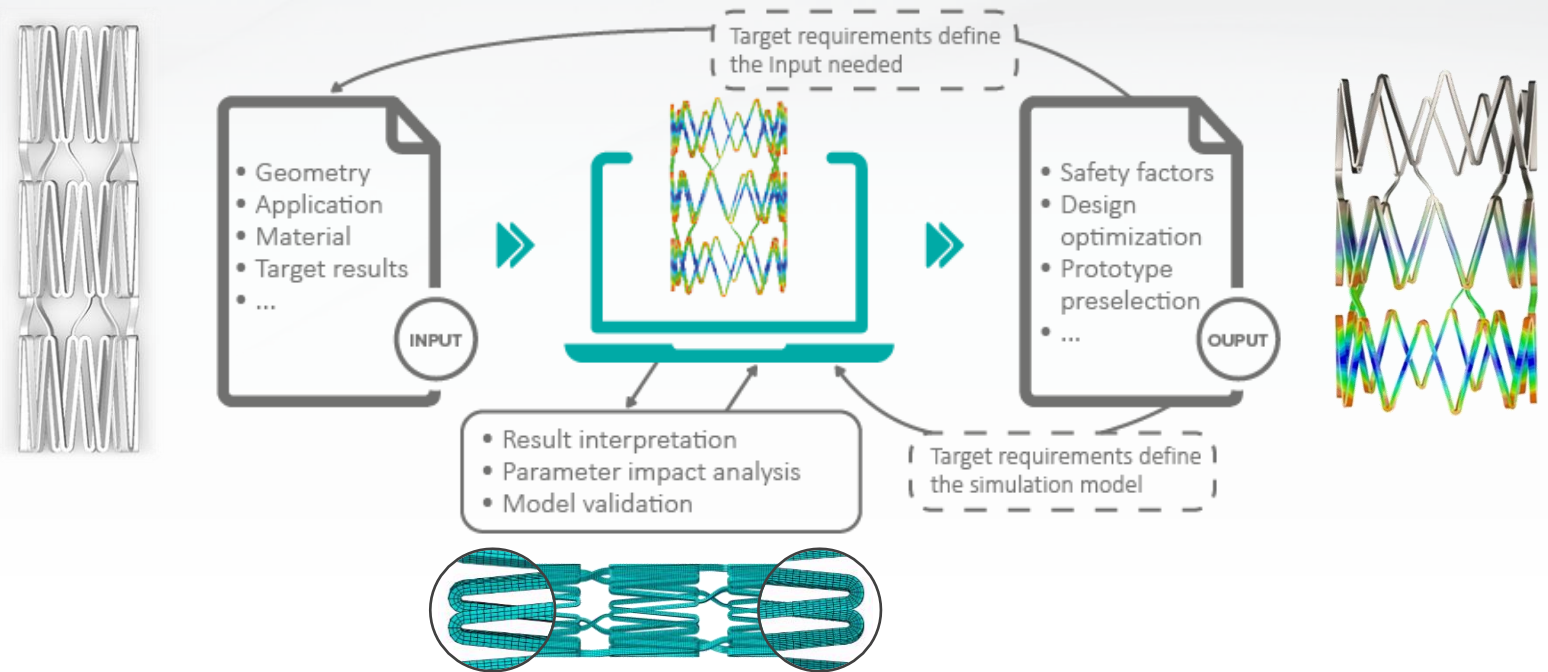 Target requirements define
the Input needed
• Geometry
• Application
• Material
• Target results
• ...
INPUT
• Safety factors
• Design
optimization
• Prototype
preselection
• ...
OUPUT
• Result interpretation
• Parameter impact analysis
• Model validation
Target requirements define
the simulation model